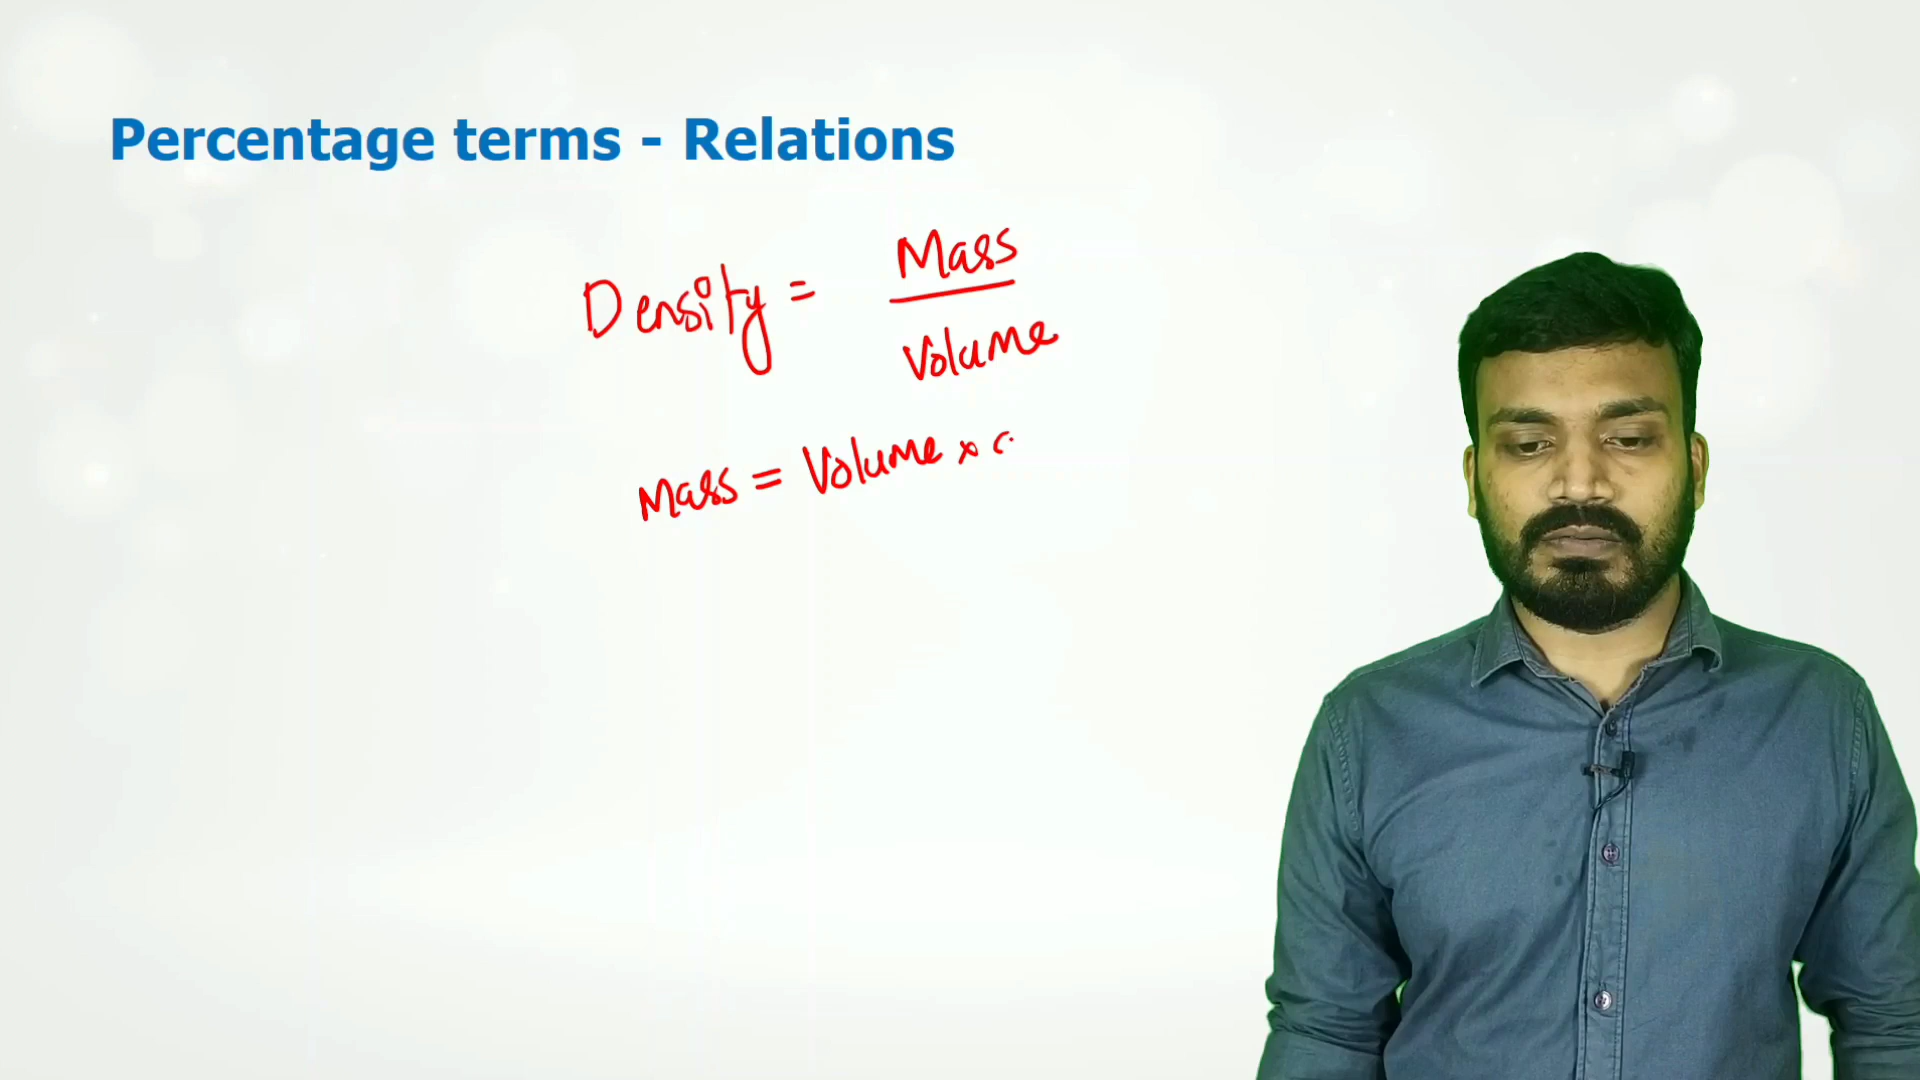 Percentage terms - Relations
Density = Mass
Volume
Mass = Volume ×